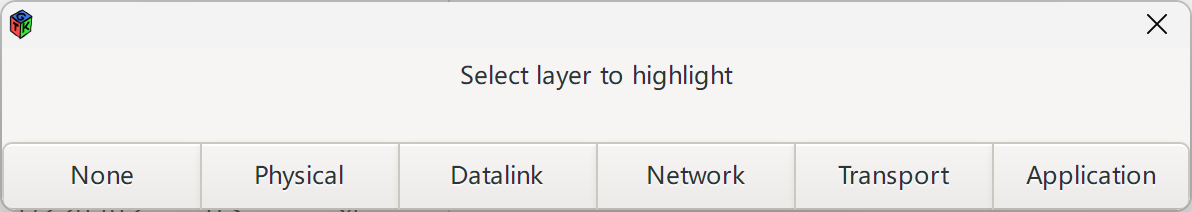 Select layer to highlight
None Physical Datalink Network Transport Application